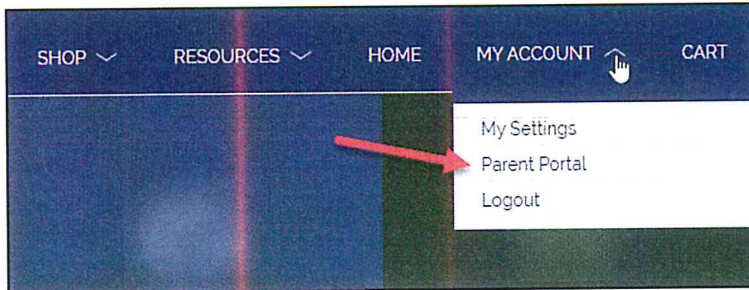 SHOP RESOURCES HOME MY ACCOUNT CART
My Settings
Parent Portal
Logout